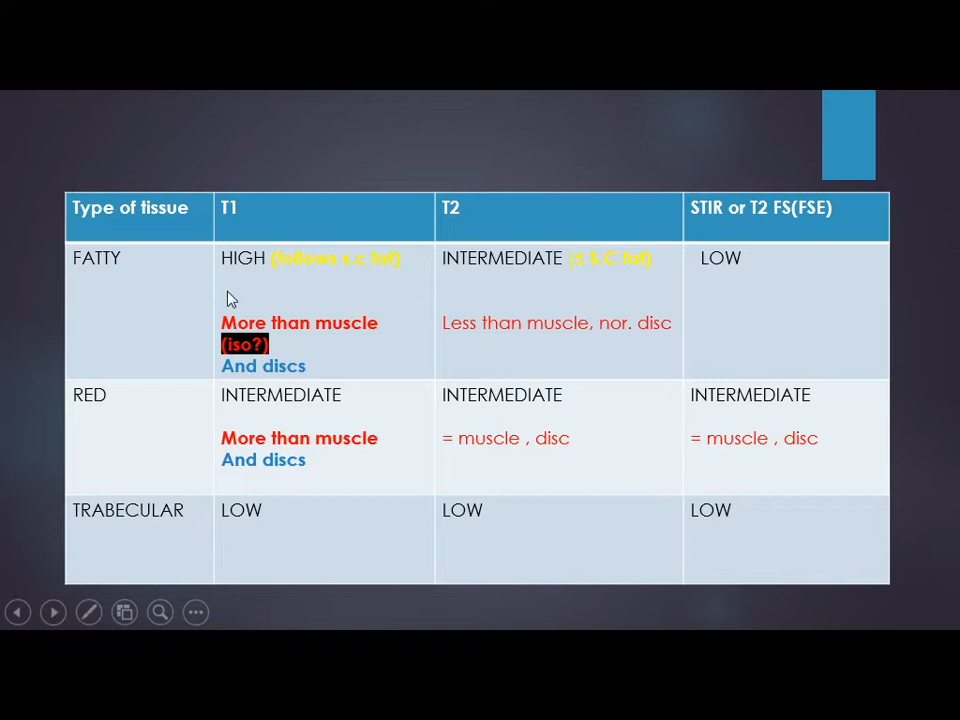 Type of tissue
T1
T2
STIR or T2 FS(FSE)
FATTY
HIGH (follows s.c fat)
More than muscle
(iso?)
And discs
INTERMEDIATE (≤ S.C fat)
Less than muscle, nor. disc
LOW
RED
INTERMEDIATE
More than muscle
And discs
INTERMEDIATE
= muscle , disc
INTERMEDIATE
= muscle , disc
TRABECULAR
LOW
LOW
LOW